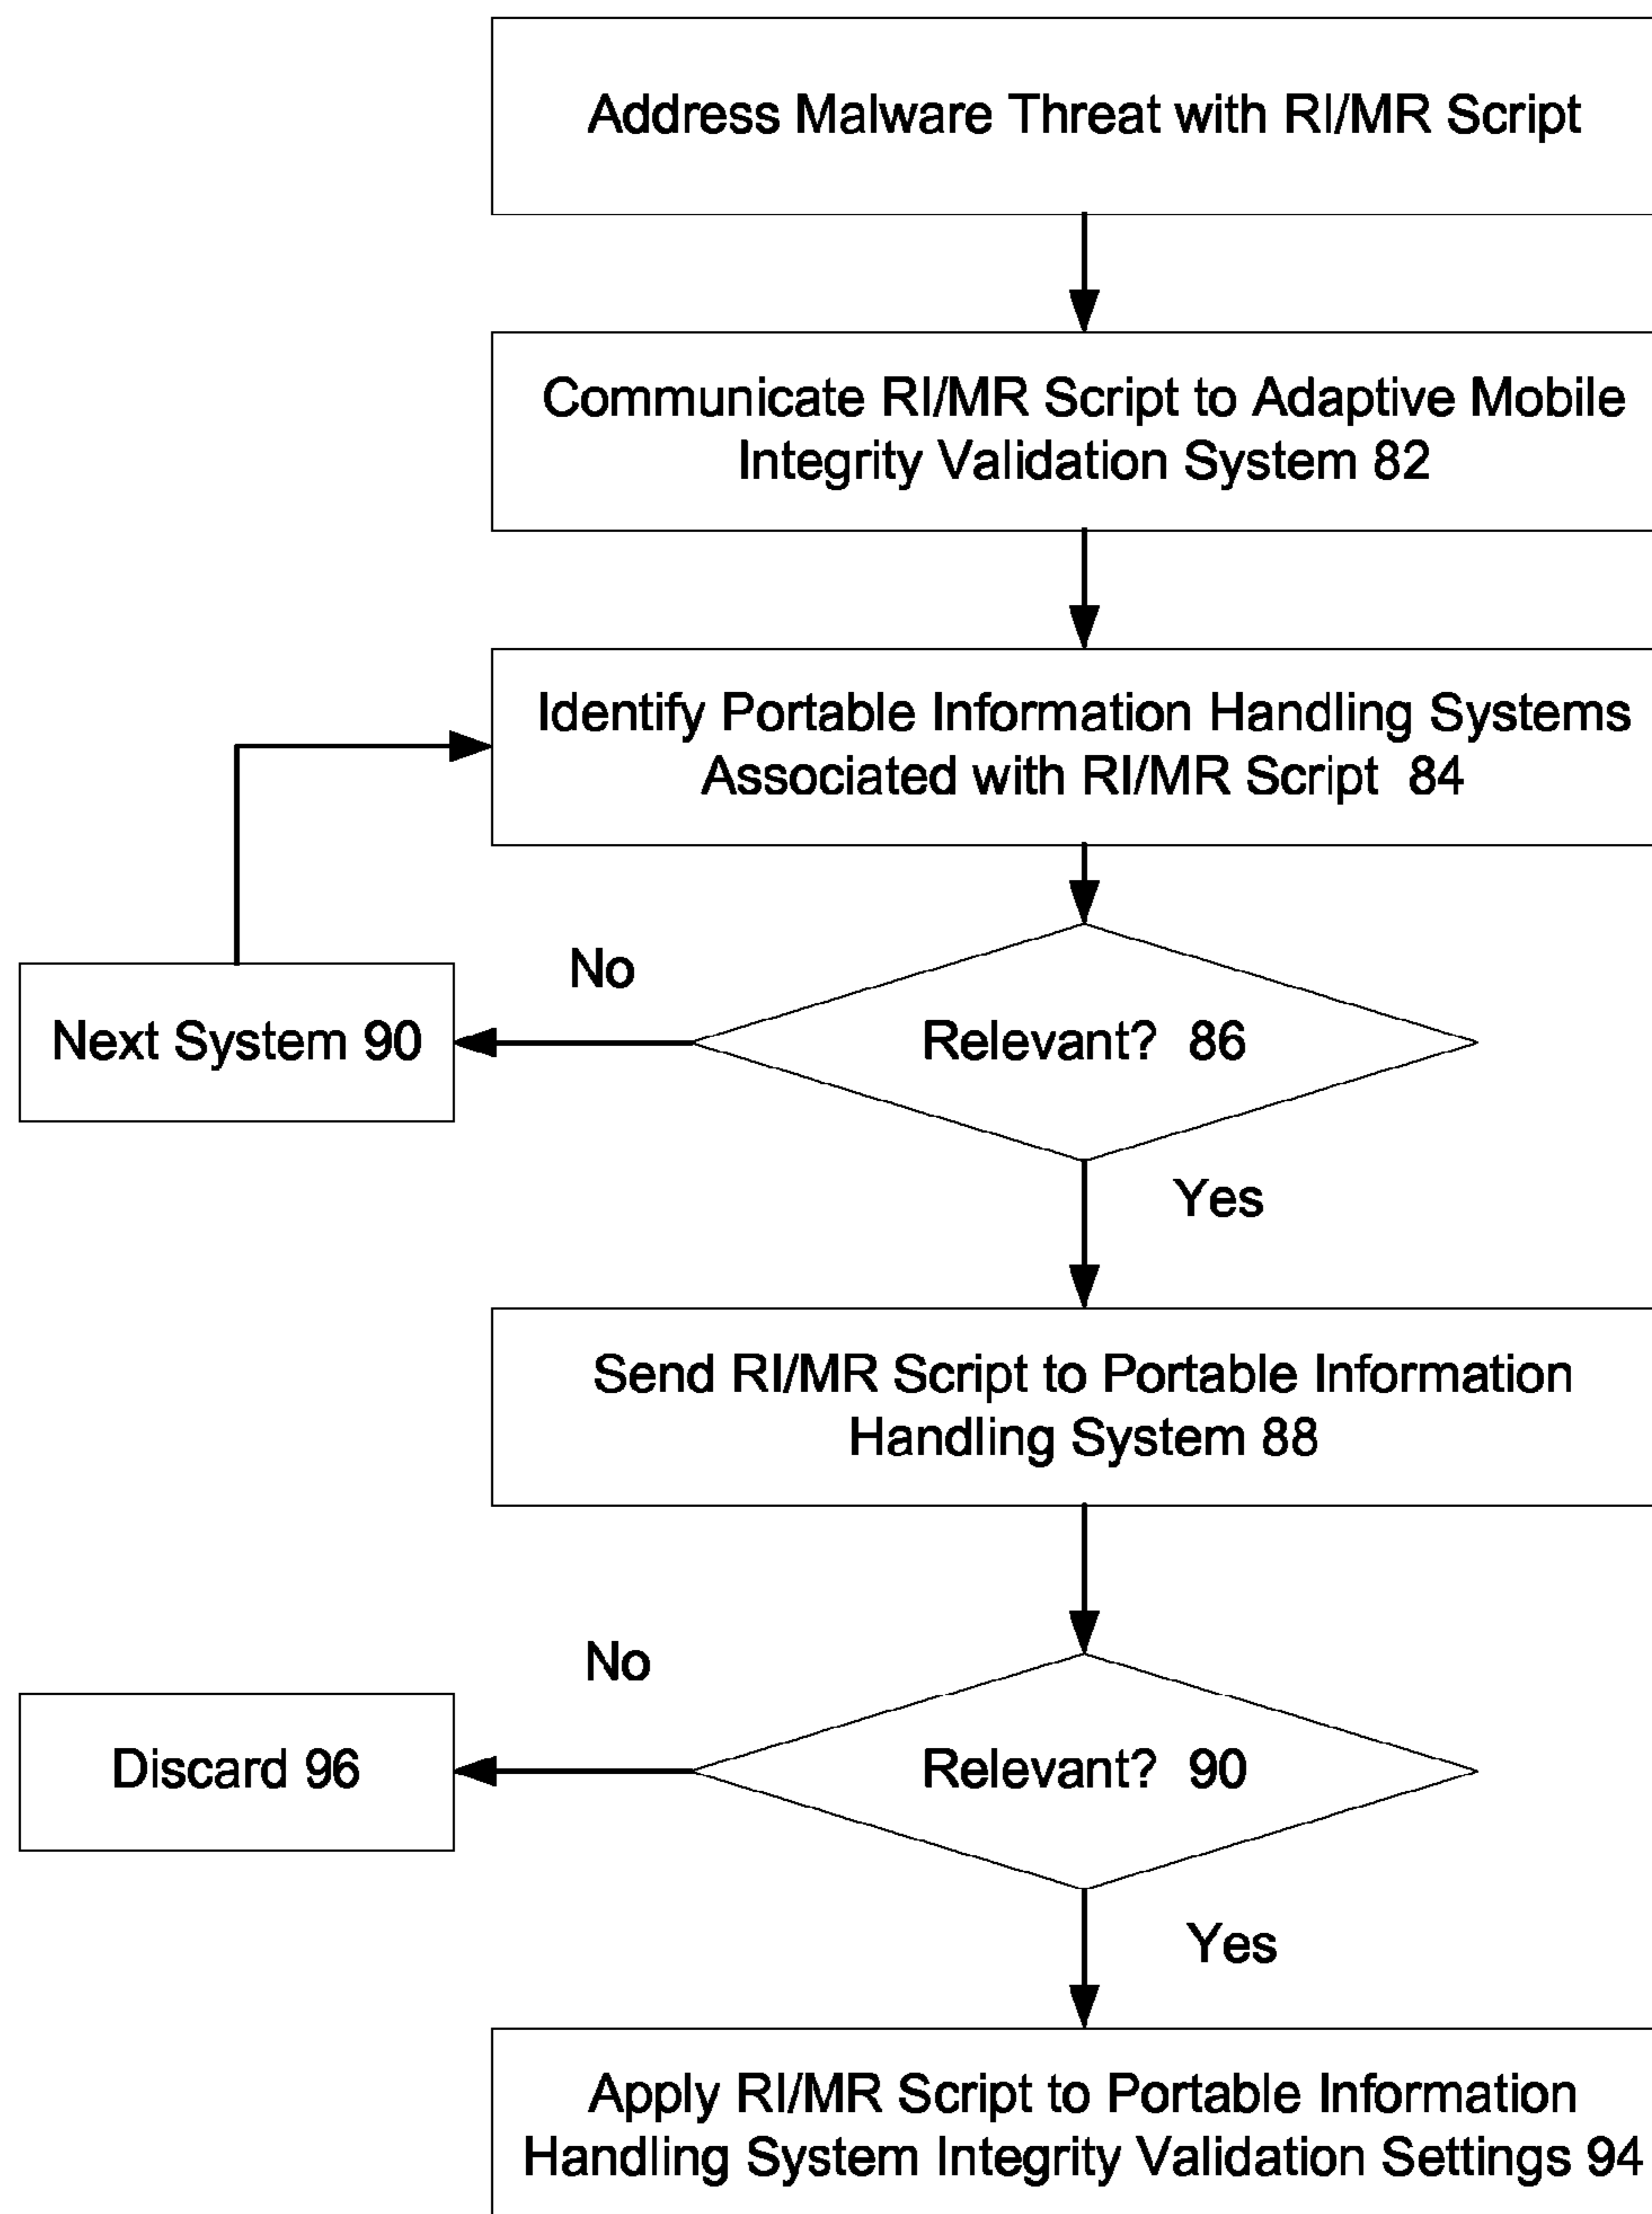 Address Malware Threat with RI/MR Script
Communicate RI/MR Script to Adaptive Mobile
Integrity Validation System 82
Identify Portable Information Handling Systems
Associated with RI/MR Script 84
No
Next System 90
Relevant? 86
Yes
Send RI/MR Script to Portable Information
Handling System 88
No
Discard 96
Relevant? 90
Yes
Apply RI/MR Script to Portable Information
Handling System Integrity Validation Settings 94